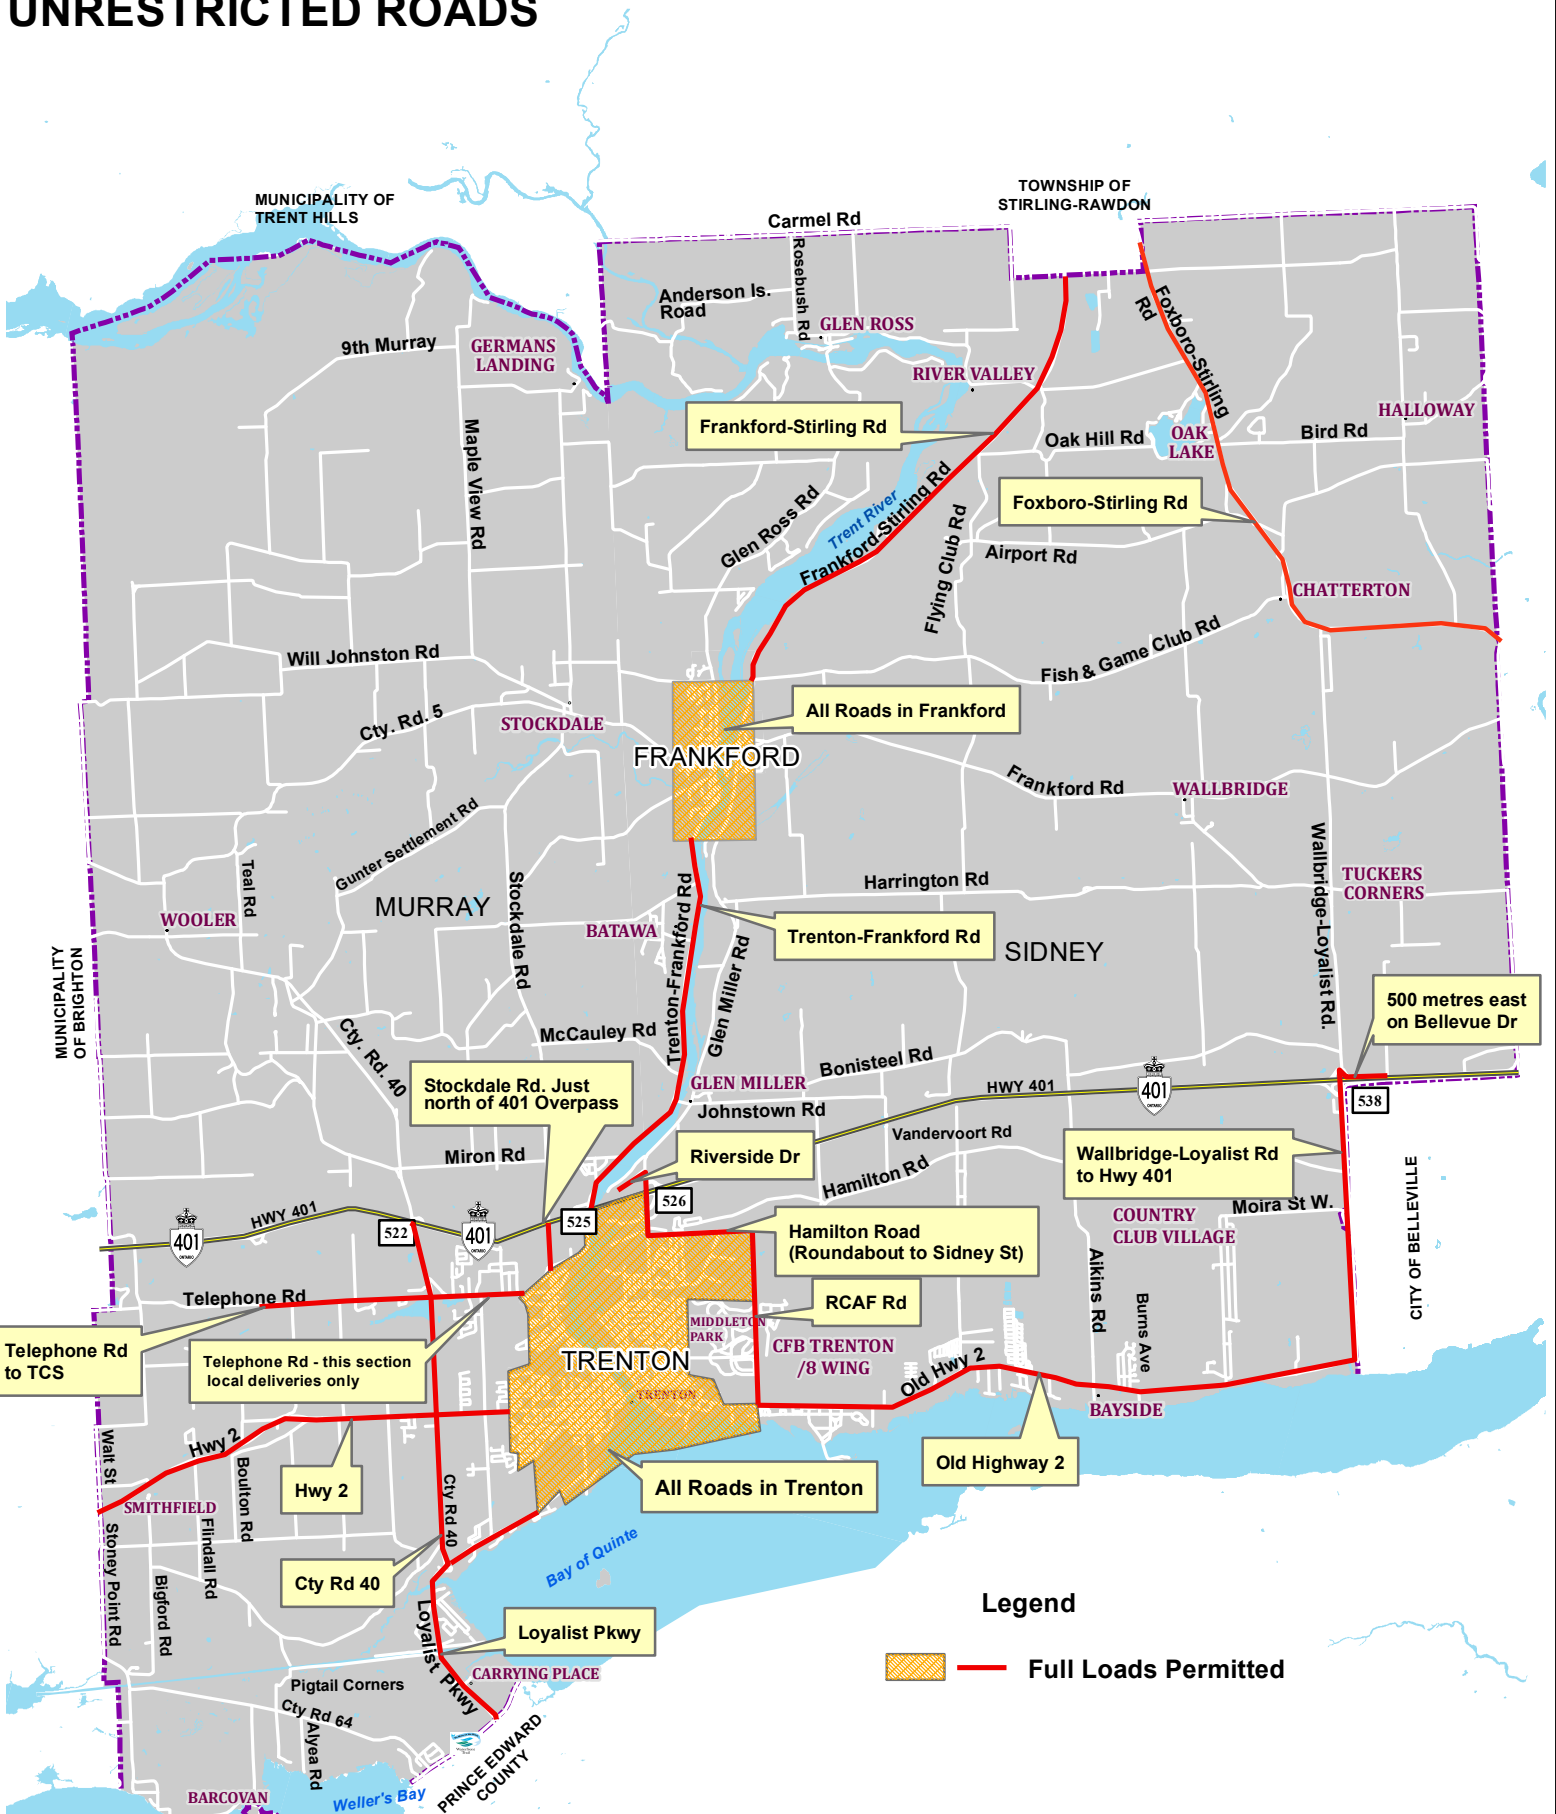 UNRESTRICTED ROADS
MUNICIPALITY OF
TRENT HILLS
TOWNSHIP OF
STIRLING-RAWDON
Carmel Rd
Rosebush Rd
Anderson Is.
Road
GLEN ROSS
Foxboro-Stirling
Rd
9th Murray
GERMANS
LANDING
RIVER VALLEY
HALLOWAY
Frankford-Stirling Rd
Maple View Rd
Oak Hill Rd
OAK
LAKE
Bird Rd
Foxboro-Stirling Rd
Glen Ross Rd
Trent River
Frankford-Stirling Rd
Flying Club Rd
Airport Rd
CHATTERTON
Will Johnston Rd
Fish & Game Club Rd
Cty. Rd. 5
STOCKDALE
All Roads in Frankford
FRANKFORD
Frankford Rd
WALLBRIDGE
Gunter Settlement Rd
Teal Rd
Stockdale Rd
Wallbridge-Loyalist Rd.
Harrington Rd
TUCKERS
CORNERS
MURRAY
WOOLER
BATAWA
Trenton-Frankford Rd
Trenton-Frankford Rd
SIDNEY
Glen Miller Rd
MUNICIPALITY
OF BRIGHTON
500 metres east
on Bellevue Dr
McCauley Rd
Cty. Rd. 40
Bonisteel Rd
Stockdale Rd. Just
north of 401 Overpass
GLEN MILLER
HWY 401
401
ONTARIO
538
Johnstown Rd
Vandervoort Rd
Miron Rd
Riverside Dr
Hamilton Rd
Wallbridge-Loyalist Rd
to Hwy 401
526
Moira St W.
HWY 401
401
ONTARIO
522
401
ONTARIO
525
COUNTRY
CLUB VILLAGE
Hamilton Road
(Roundabout to Sidney St)
CITY OF BELLEVILLE
Aikins Rd
Burns Ave
Telephone Rd
RCAF Rd
MIDDLETON
PARK
CFB TRENTON
/8 WING
Telephone Rd
to TCS
Telephone Rd - this section
local deliveries only
TRENTON
TRENTON
Old Hwy 2
BAYSIDE
Walt St
Hwy 2
Boulton Rd
Hwy 2
Old Highway 2
All Roads in Trenton
SMITHFIELD
Cty Rd 40
Stoney Point Rd
Flindall Rd
Bigford Rd
Bay of Quinte
Cty Rd 40
Legend
Loyalist Pkwy
Loyalist Pkwy
Full Loads Permitted
CARRYING PLACE
Pigtail Corners
Cty Rd 64
Alyea Rd
PRINCE EDWARD
COUNTY
BARCOVAN
Weller's Bay